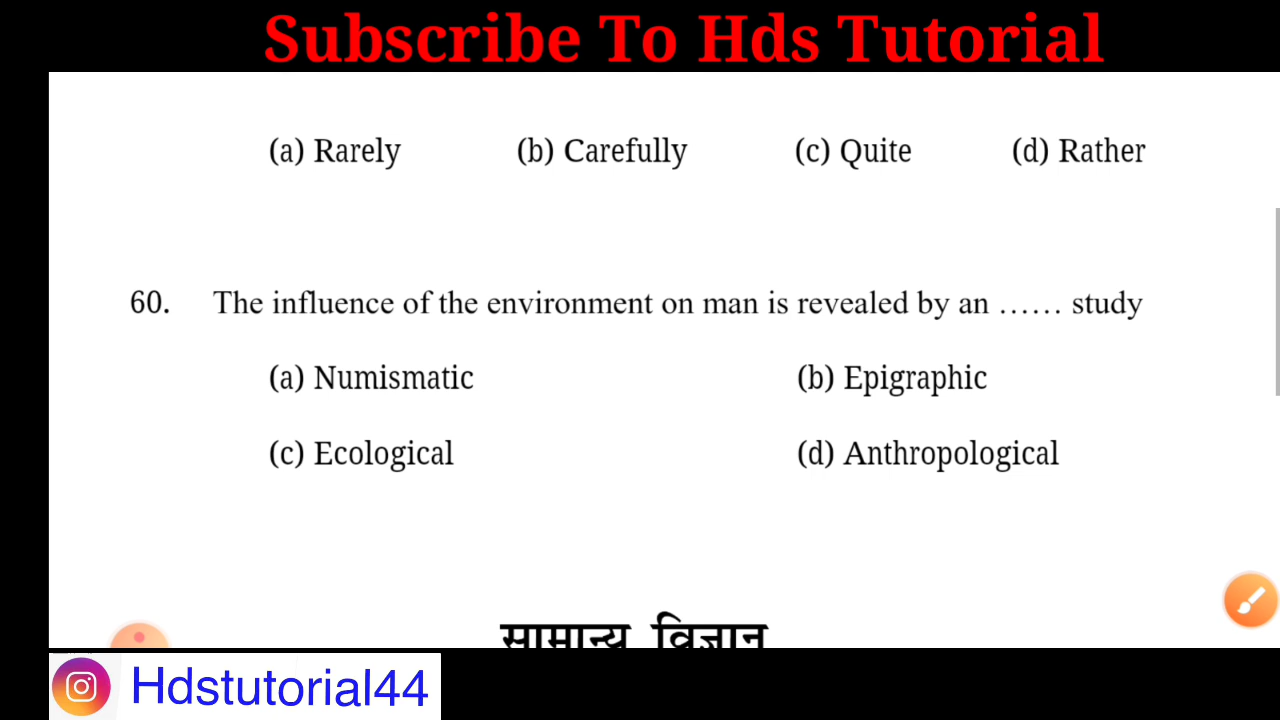 Subscribe To Hds Tutorial
(a) Rarely (b) Carefully (c) Quite (d) Rather
60. The influence of the environment on man is revealed by an …… study
(a) Numismatic (b) Epigraphic
(c) Ecological (d) Anthropological
सामान्य विज्ञान
Hdstutorial44